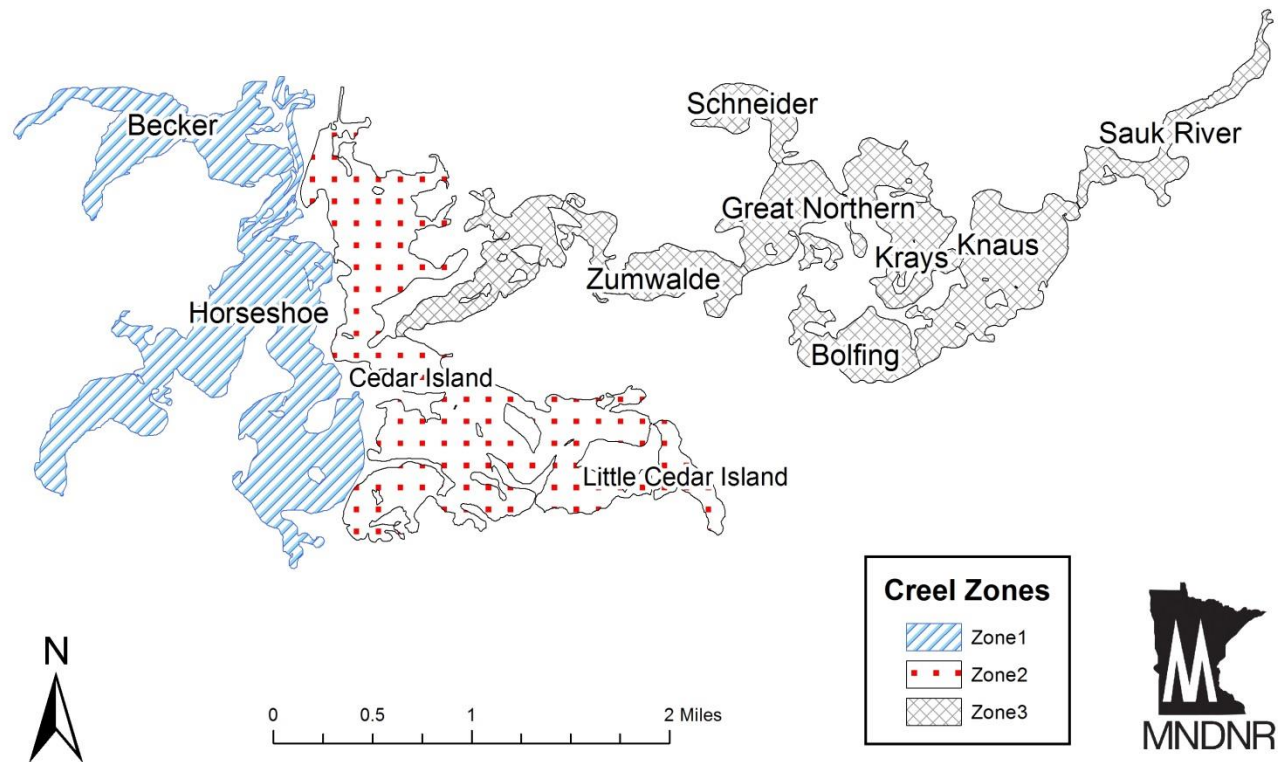 Schneider
Becker
Sauk River
Great Northern
Krays
Knaus
Zumwalde
Horseshoe
Bolfing
Cedar Island
Little Cedar Island
Creel Zones
Zone1
Zone2
Zone3
N
0 0.5 1 2 Miles
M
MNDNR